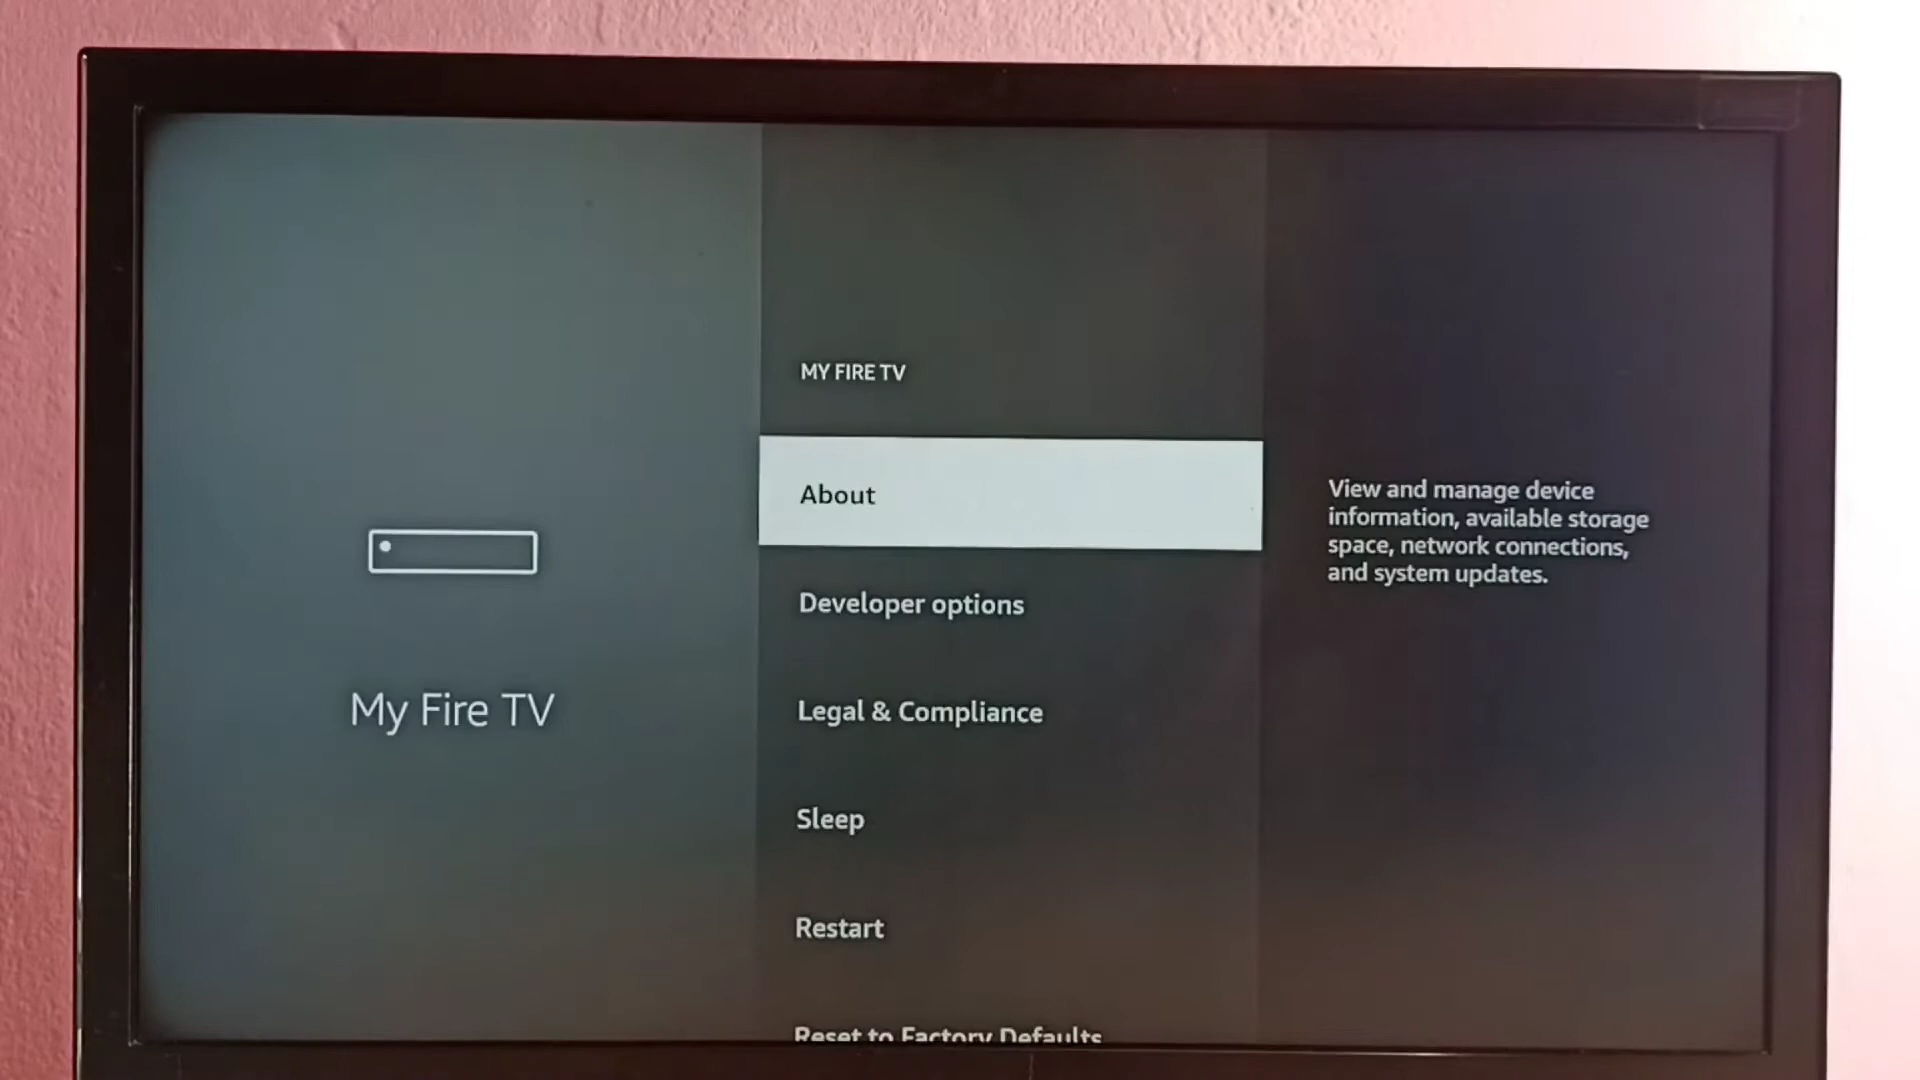 MY FIRE TV
About
Developer options
Legal & Compliance
Sleep
Restart
Reset to Factory Defaults
My Fire TV
View and manage device
information, available storage
space, network connections,
and system updates.